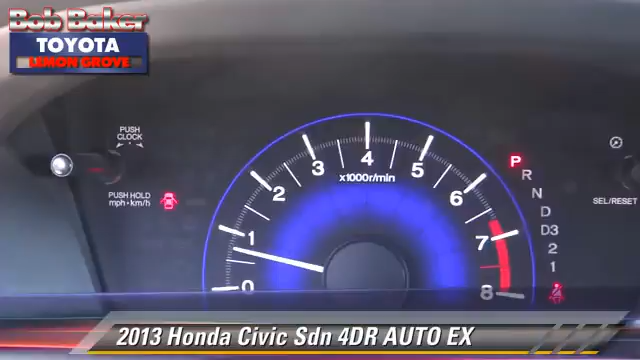 Bob Baker
TOYOTA
LEMON GROVE
PUSH
CLOCK
PUSH HOLD
mph•km/h
0
1
2
3
4
5
6
7
8
x1000r/min
P
R
N
D
D3
2
1
SEL/RESET
2013 Honda Civic Sdn 4DR AUTO EX